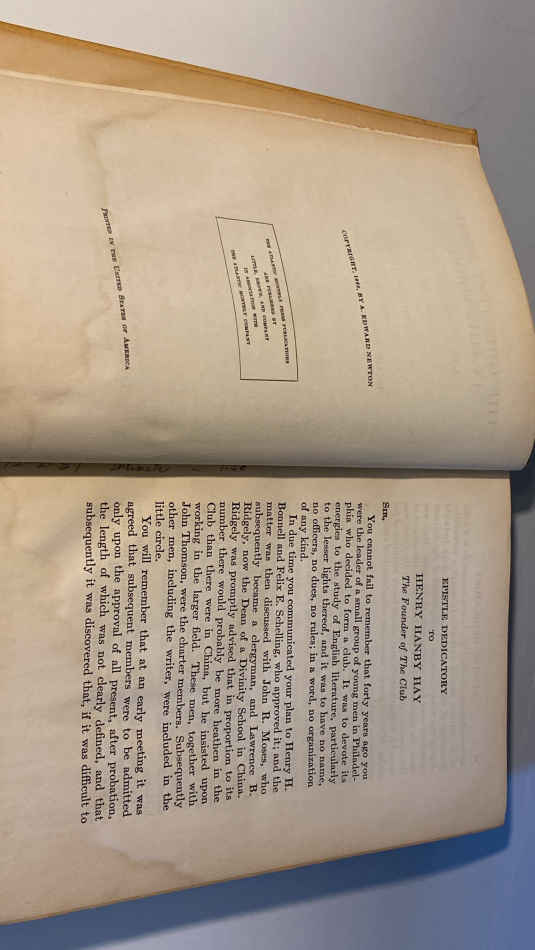 COPYRIGHT, BY A. EDWARD NEWTON
THE ATLANTIC MONTHLY PRESS PUBLICATIONS
ARE PUBLISHED BY
LITTLE, BROWN, AND COMPANY
IN ASSOCIATION WITH
THE ATLANTIC MONTHLY COMPANY
PRINTED IN THE UNITED STATES OF AMERICA
EPISTLE DEDICATORY
TO
HENRY HANBY HAY
The Founder of The Club
SIR,
You cannot fail to remember that forty years ago you
were the leader of a small group of young men in Philadel-
phia who decided to form a club. It was to devote its
energies to the study of English literature, particularly
to the lesser lights thereof, and it was to have no name,
no officers, no dues, no rules; in a word, no organization
of any kind.
In due time you communicated your plan to Henry H.
Bonnell and Felix E. Schelling, who approved it; and the
matter was then discussed with John R. Moses, who
subsequently became a clergyman, and Lawrence B.
Ridgely, now the Dean of a Divinity School in China.
Ridgely was promptly advised that in proportion to its
number there would probably be more heathen in the
Club than there were in China, but he insisted upon
working in the larger field. These men, together with
John Thomson, were the charter members. Subsequently
other men, including the writer, were included in the
little circle.
You will remember that at an early meeting it was
agreed that subsequent members were to be admitted
only upon the approval of all present, after probation,
the length of which was not clearly defined, and that
subsequently it was discovered that, if it was difficult to